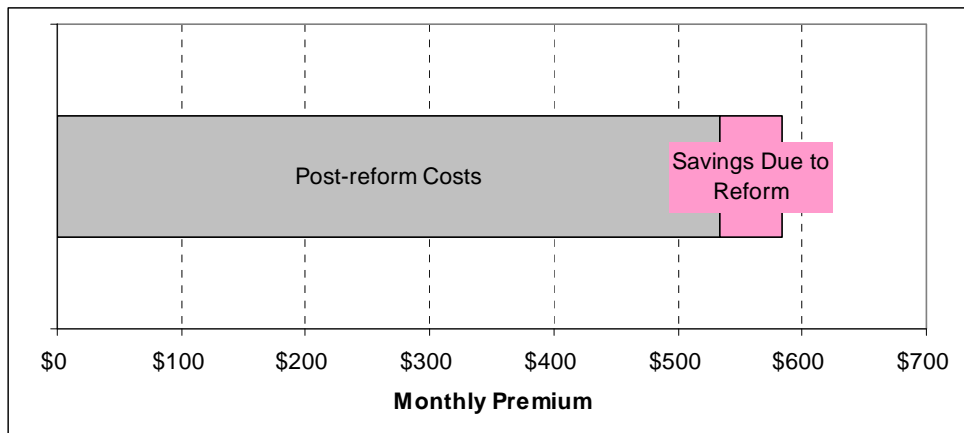 Post-reform Costs
Savings Due to
Reform
$0 $100 $200 $300 $400 $500 $600 $700
Monthly Premium